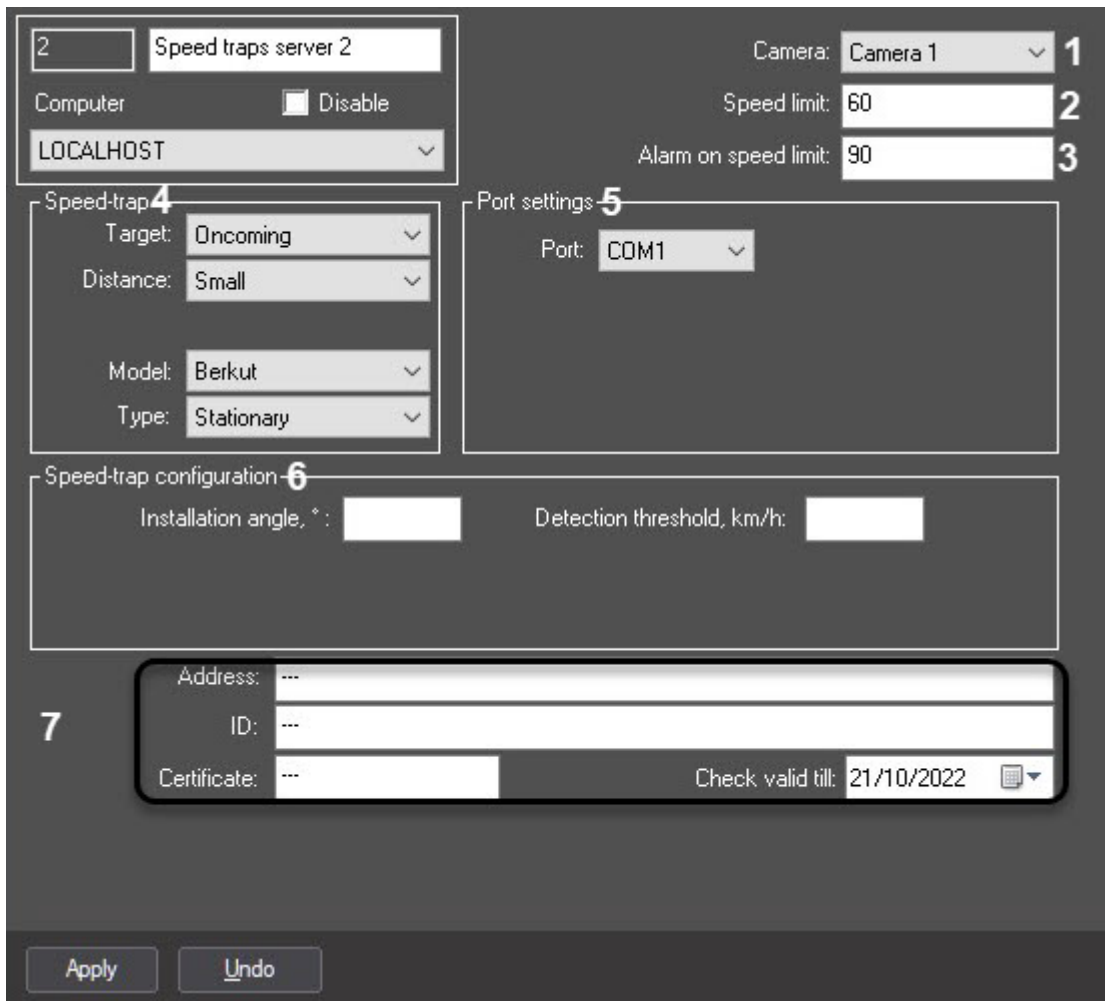 2 Speed traps server 2
Computer Disable
LOCALHOST
Camera: Camera 1 1
Speed limit: 60 2
Alarm on speed limit: 90 3
Speed-trap 4
Target: Oncoming
Distance: Small
Model: Berkut
Type: Stationary
Port settings 5
Port: COM1
Speed-trap configuration 6
Installation angle, ° : Detection threshold, km/h:
7
Address: ---
ID: ---
Certificate: --- Check valid till: 21/10/2022
Apply Undo